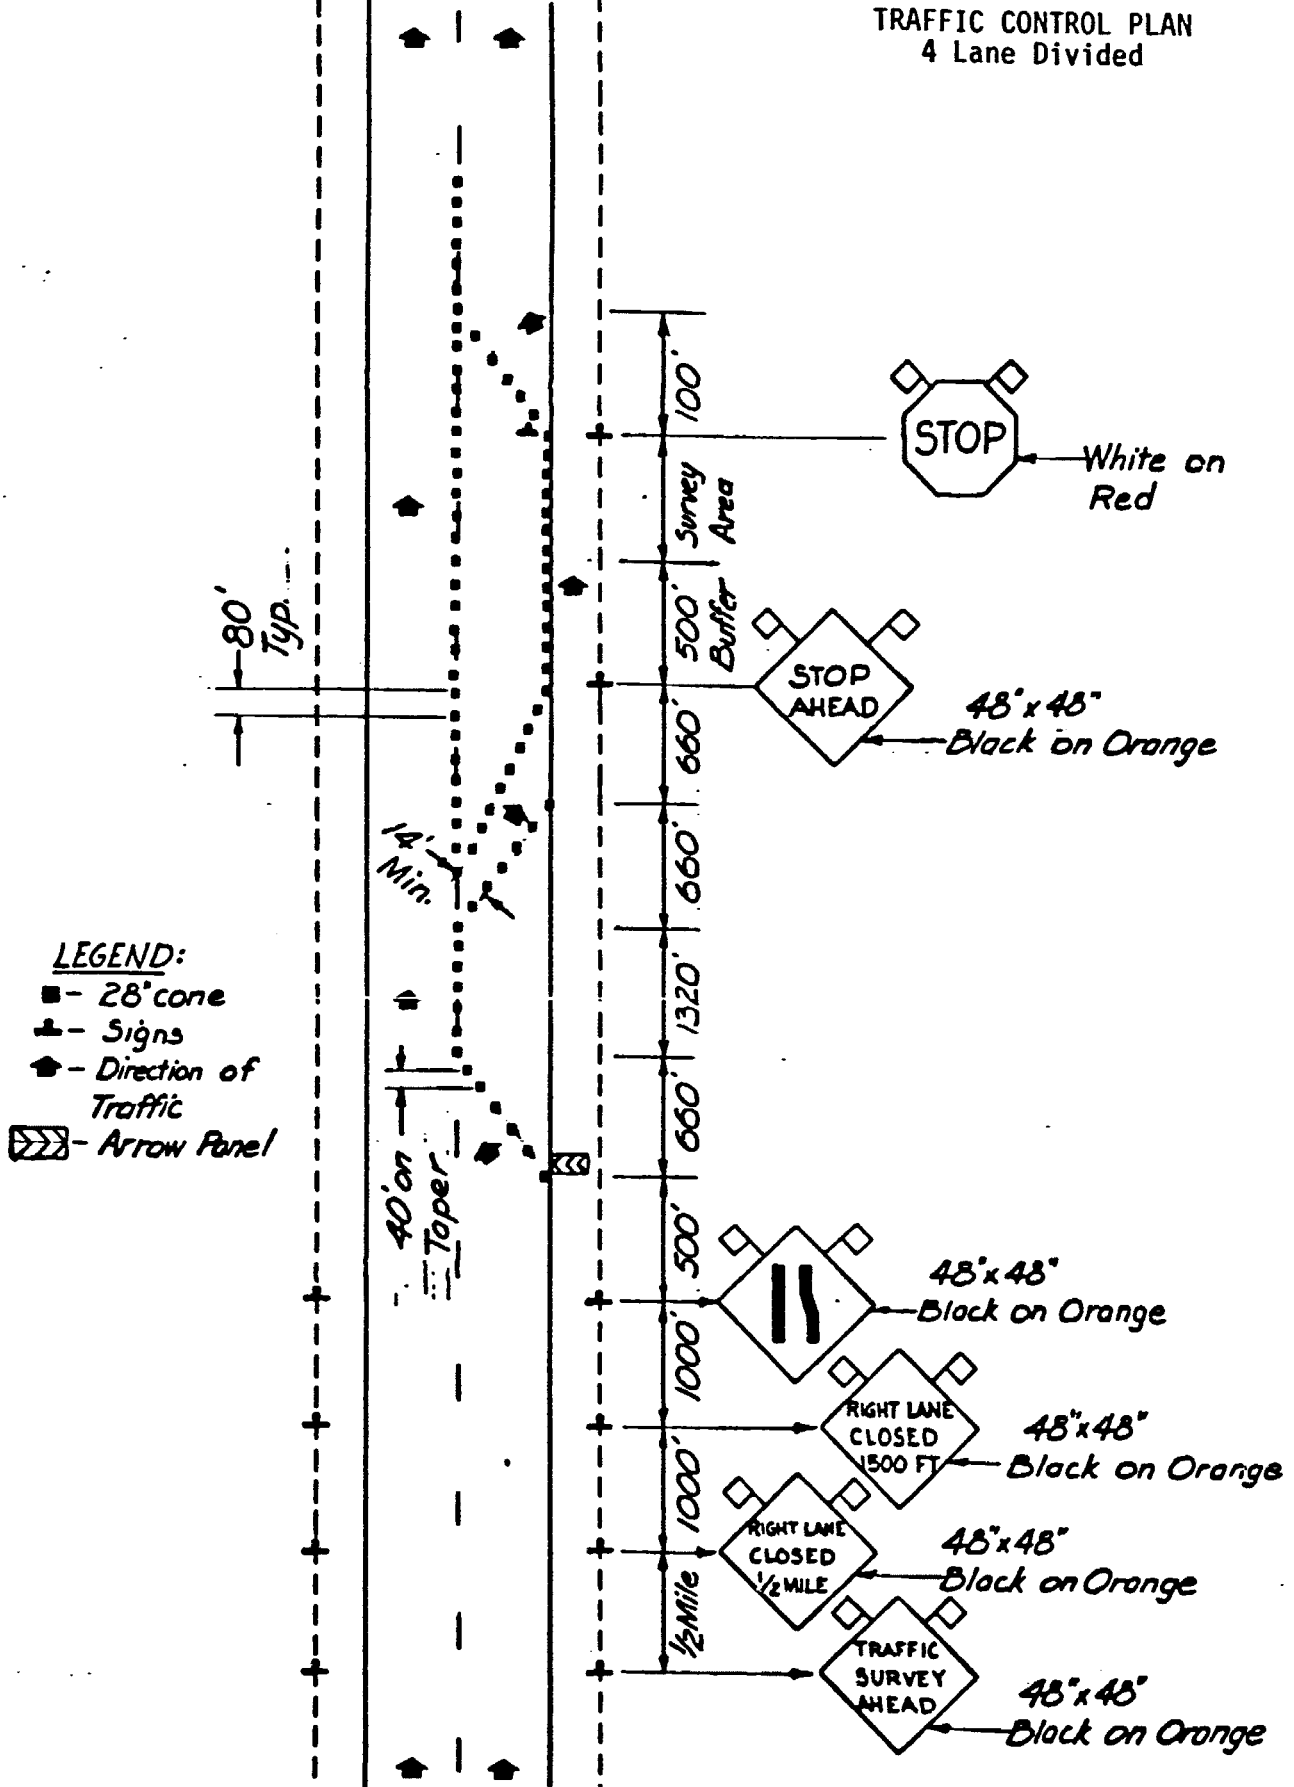 TRAFFIC CONTROL PLAN
4 Lane Divided
100'
STOP
White on
Red
Survey
Area
80'
Typ.
500'
Buffer
STOP
AHEAD
48"x48"
Black on Orange
660'
14'
Min.
660'
LEGEND:
- 28" cone
- Signs
- Direction of
Traffic
- Arrow Panel
1320'
660'
40' on
Taper
500'
48"x48"
Black on Orange
1000'
RIGHT LANE
CLOSED
1500 FT
48"x48"
Black on Orange
1000'
RIGHT LANE
CLOSED
1/2 MILE
48"x48"
Black on Orange
1/2 Mile
TRAFFIC
SURVEY
AHEAD
48"x48"
Black on Orange